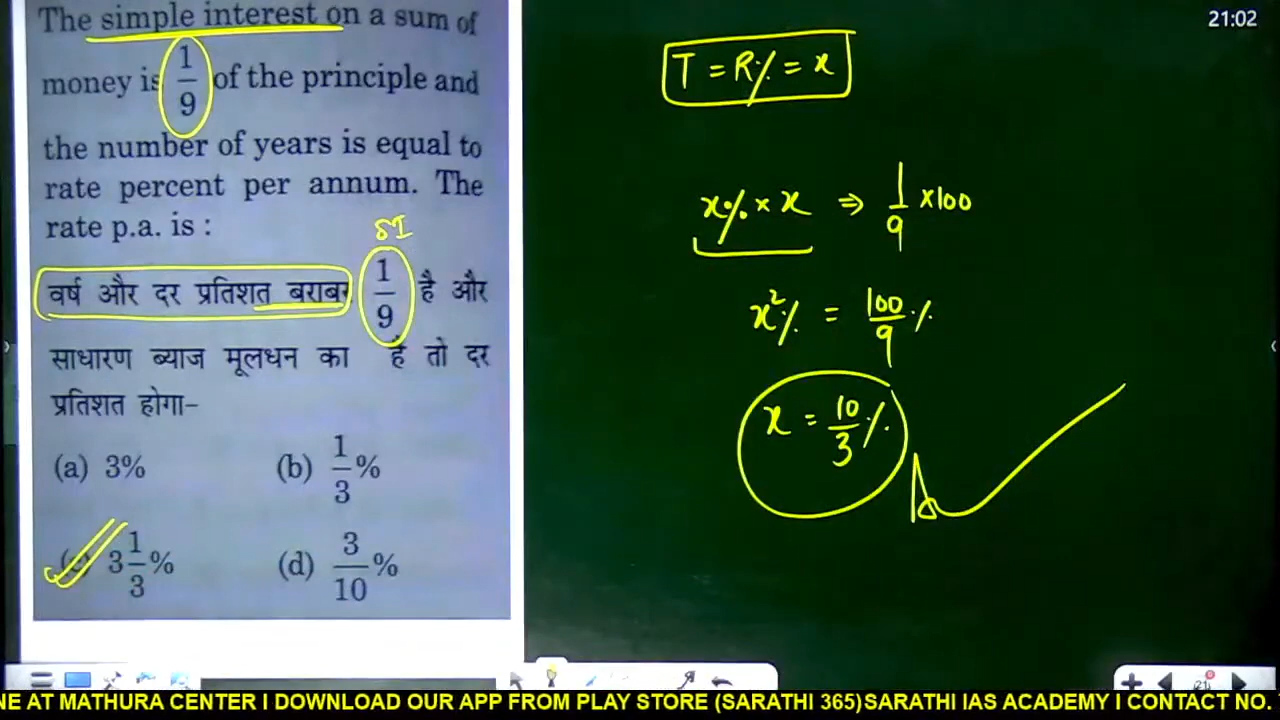 The simple interest on a sum of
money is 1/9 of the principle and
the number of years is equal to
rate percent per annum. The
rate p.a. is :
SI
वर्ष और दर प्रतिशत बराबर 1/9 है और
साधारण ब्याज मूलधन का है तो दर
प्रतिशत होगा–
(a) 3%
(b) 1/3%
(c) 3 1/3%
(d) 3/10%
21:02
T = R% = x
x% × x ⇒ 1/9 × 100
x²% = 100/9 %
x = 10/3 %
21
NE AT MATHURA CENTER I DOWNLOAD OUR APP FROM PLAY STORE (SARATHI 365)SARATHI IAS ACADEMY I CONTACT NO.